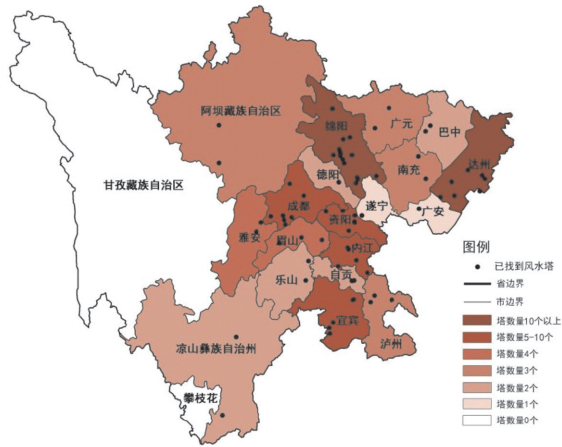 阿坝藏族自治区
绵阳
广元
巴中
达州
甘孜藏族自治区
德阳
南充
成都
遂宁
广安
资阳
雅安
眉山
内江
乐山
自贡
宜宾
泸州
凉山彝族自治州
攀枝花
图例
已找到风水塔
省边界
市边界
塔数量10个以上
塔数量5-10个
塔数量4个
塔数量3个
塔数量2个
塔数量1个
塔数量0个